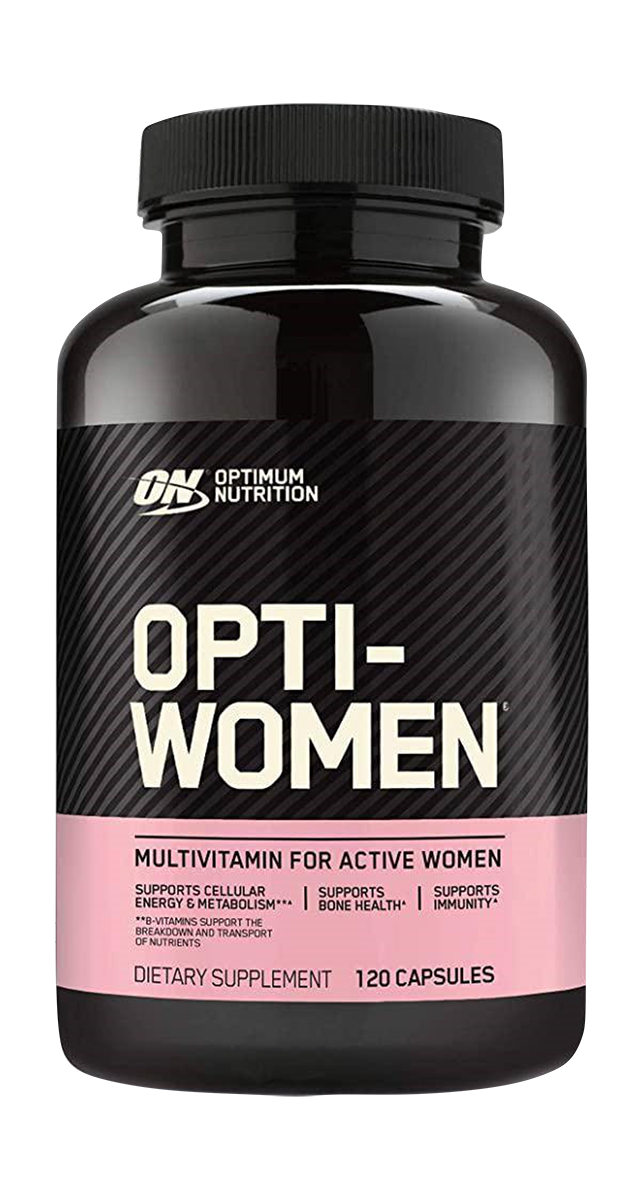 ON OPTIMUM
NUTRITION
OPTI-
WOMEN
MULTIVITAMIN FOR ACTIVE WOMEN
SUPPORTS CELLULAR
ENERGY & METABOLISM**▲ | SUPPORTS
BONE HEALTH▲ | SUPPORTS
IMMUNITY▲
**B-VITAMINS SUPPORT THE
BREAKDOWN AND TRANSPORT
OF NUTRIENTS
DIETARY SUPPLEMENT 120 CAPSULES